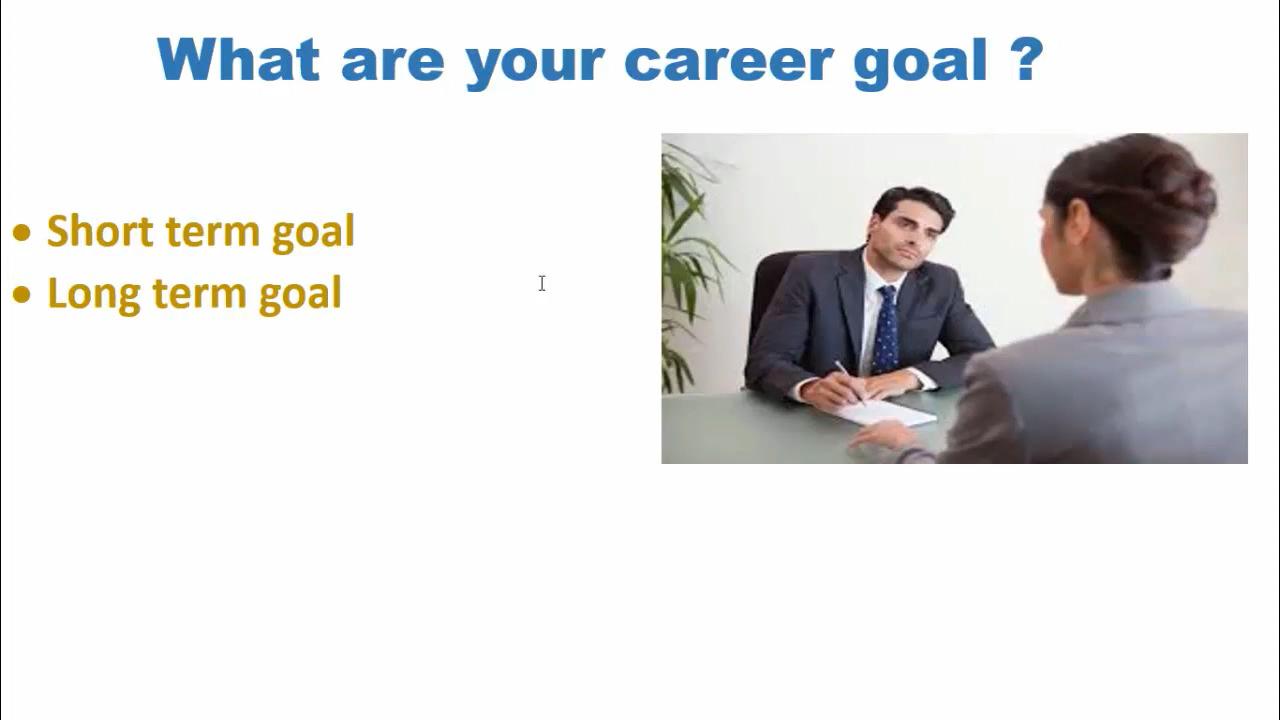 What are your career goal ?
• Short term goal
• Long term goal